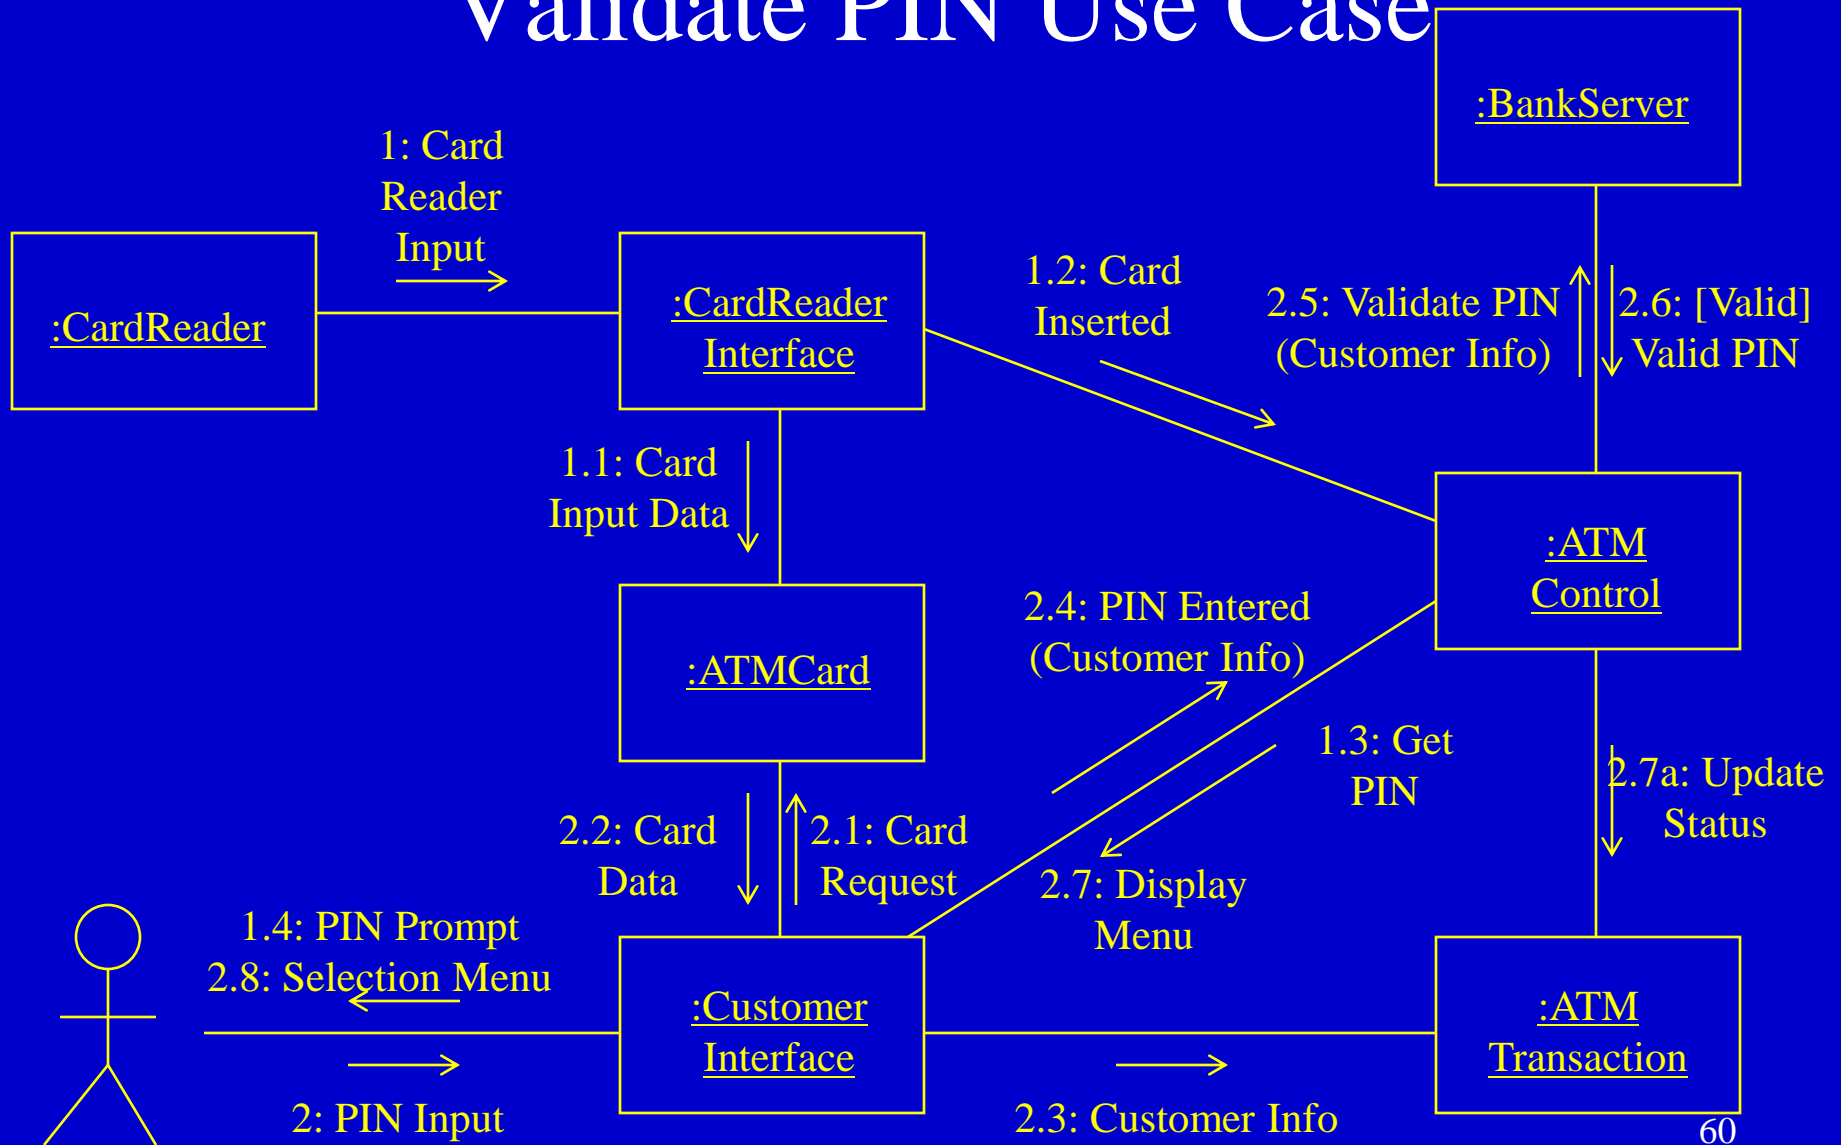 Validate PIN Use Case
:BankServer
1: Card
Reader
Input
:CardReader
:CardReader
Interface
1.2: Card
Inserted
2.5: Validate PIN
(Customer Info)
2.6: [Valid]
Valid PIN
1.1: Card
Input Data
:ATM
Control
2.4: PIN Entered
(Customer Info)
:ATMCard
1.3: Get
PIN
2.7a: Update
Status
2.2: Card
Data
2.1: Card
Request
2.7: Display
Menu
1.4: PIN Prompt
2.8: Selection Menu
:Customer
Interface
:ATM
Transaction
2: PIN Input
2.3: Customer Info
60